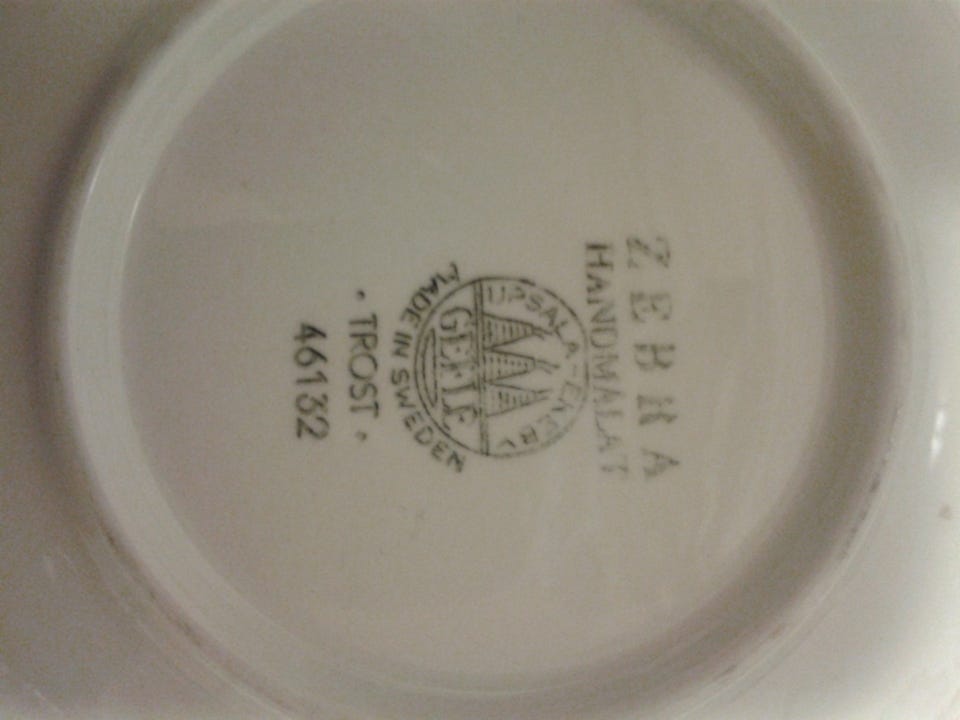 ZEBRA
HANDMÅLAT
UPSALA-EKEBY
GEFLE
MADE IN SWEDEN
· TROST ·
46132